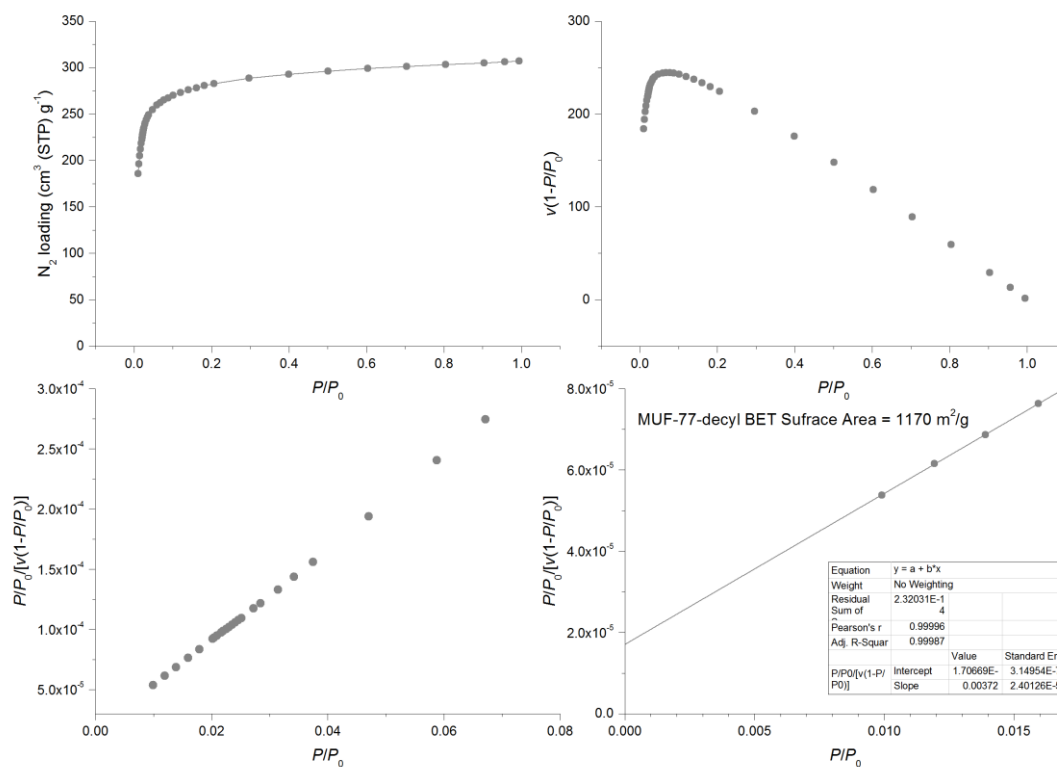 350
300
250
200
150
100
50
0
N2 loading (cm3 (STP) g-1)
0.0 0.2 0.4 0.6 0.8 1.0
P/P0
300
200
100
0
v(1-P/P0)
0.0 0.2 0.4 0.6 0.8 1.0
P/P0
3.0x10-4
2.5x10-4
2.0x10-4
1.5x10-4
1.0x10-4
5.0x10-5
P/P0/[v(1-P/P0)]
0.00 0.02 0.04 0.06 0.08
P/P0
8.0x10-5
6.0x10-5
4.0x10-5
2.0x10-5
0.0
P/P0/[v(1-P/P0)]
MUF-77-decyl BET Sufrace Area = 1170 m2/g
Equation y = a + b*x
Weight No Weighting
Residual 2.32031E-1
Sum of 4
Pearson's r 0.99996
Adj. R-Squar 0.99987
Value Standard Er
P/P0/[v(1-P/ Intercept 1.70669E- 3.14954E-7
P0)] Slope 0.00372 2.40126E-5
0.000 0.005 0.010 0.015
P/P0